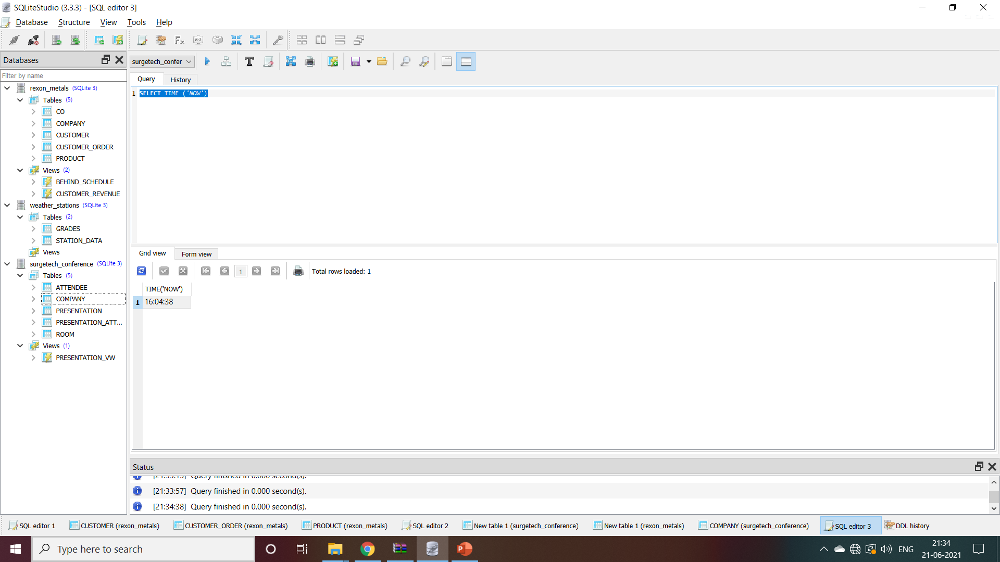 SQLiteStudio (3.3.3) - [SQL editor 3]
Database Structure View Tools Help
Databases
surgetech_confer
Filter by name
Query History
1 SELECT TIME ('NOW')
rexon_metals (SQLite 3)
Tables (5)
CO
COMPANY
CUSTOMER
CUSTOMER_ORDER
PRODUCT
Views (2)
BEHIND_SCHEDULE
CUSTOMER_REVENUE
weather_stations (SQLite 3)
Tables (2)
GRADES
STATION_DATA
Views
surgetech_conference (SQLite 3)
Tables (5)
ATTENDEE
COMPANY
PRESENTATION
PRESENTATION_ATT...
ROOM
Views (1)
PRESENTATION_VW
Grid view Form view
1 Total rows loaded: 1
TIME('NOW')
1 16:04:38
Status
Query finished in 0.000 second(s).
[21:33:57] Query finished in 0.000 second(s).
[21:34:38] Query finished in 0.000 second(s).
SQL editor 1 CUSTOMER (rexon_metals) CUSTOMER_ORDER (rexon_metals) PRODUCT (rexon_metals) SQL editor 2 New table 1 (surgetech_conference) New table 1 (rexon_metals) COMPANY (surgetech_conference) SQL editor 3 DDL history
Type here to search
ENG
21:34
21-06-2021